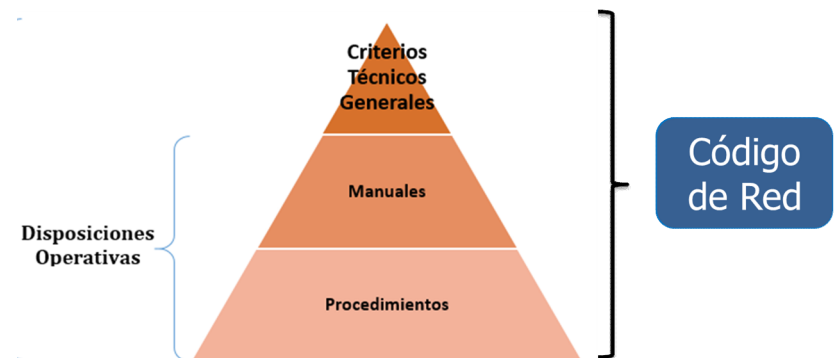 Criterios
Técnicos
Generales
Manuales
Procedimientos
Disposiciones
Operativas
Código
de Red